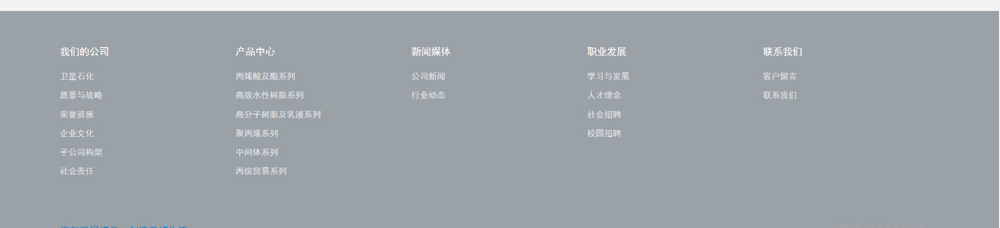 我们的公司
卫星石化
愿景与战略
荣誉资质
企业文化
子公司构架
社会责任
产品中心
丙烯酸及酯系列
高吸水性树脂系列
高分子树脂及乳液系列
聚丙烯系列
中间体系列
丙烷贸易系列
新闻媒体
公司新闻
行业动态
职业发展
学习与发展
人才理念
社会招聘
校园招聘
联系我们
客户留言
联系我们